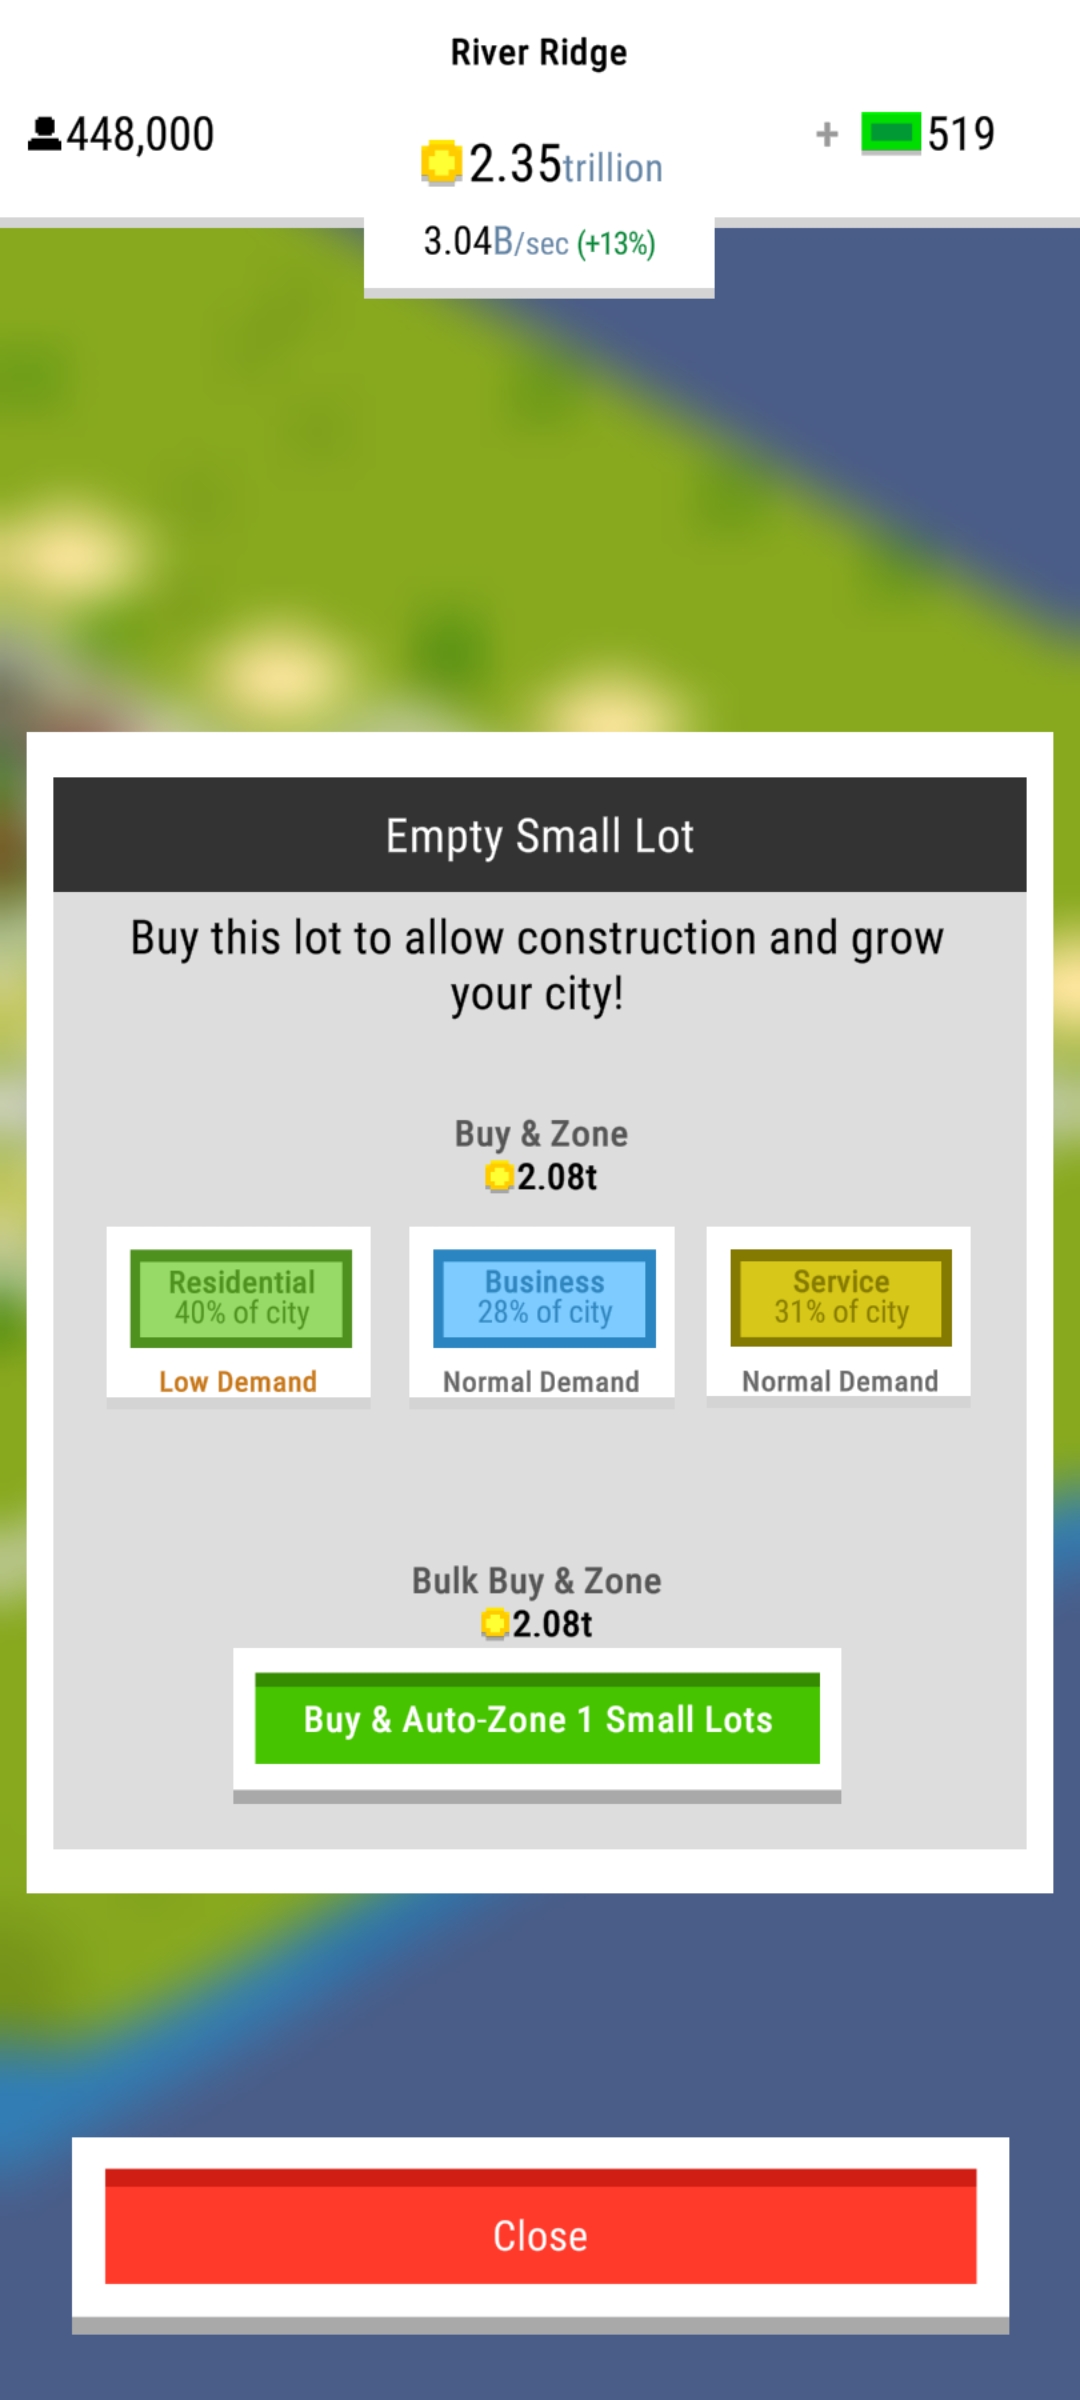 River Ridge
448,000
2.35trillion
+ 519
3.04B/sec (+13%)
Empty Small Lot
Buy this lot to allow construction and grow
your city!
Buy & Zone
2.08t
Residential
40% of city
Low Demand
Business
28% of city
Normal Demand
Service
31% of city
Normal Demand
Bulk Buy & Zone
2.08t
Buy & Auto-Zone 1 Small Lots
Close